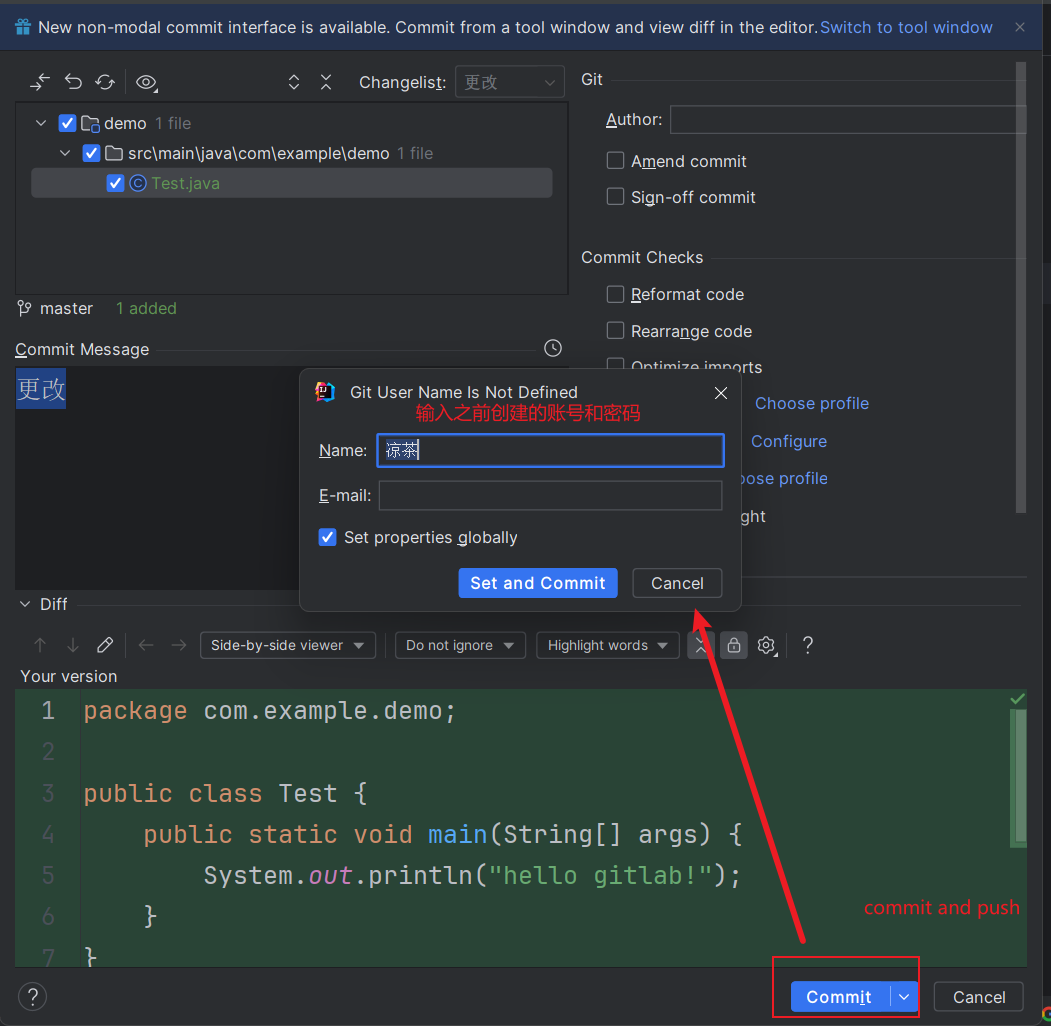 New non-modal commit interface is available. Commit from a tool window and view diff in the editor. Switch to tool window
Changelist: 更改
demo 1 file
src\main\java\com\example\demo 1 file
Test.java
master 1 added
Commit Message
更改
Git
Author:
Amend commit
Sign-off commit
Commit Checks
Reformat code
Rearrange code
Optimize imports
Choose profile
Configure
oose profile
ght
Git User Name Is Not Defined
输入之前创建的账号和密码
Name: 凉茶
E-mail:
Set properties globally
Set and Commit Cancel
Diff
Side-by-side viewer Do not ignore Highlight words ?
Your version
1 package com.example.demo;
2
3 public class Test {
4 public static void main(String[] args) {
5 System.out.println("hello gitlab!");
6 }
7 }
commit and push
? Commit Cancel